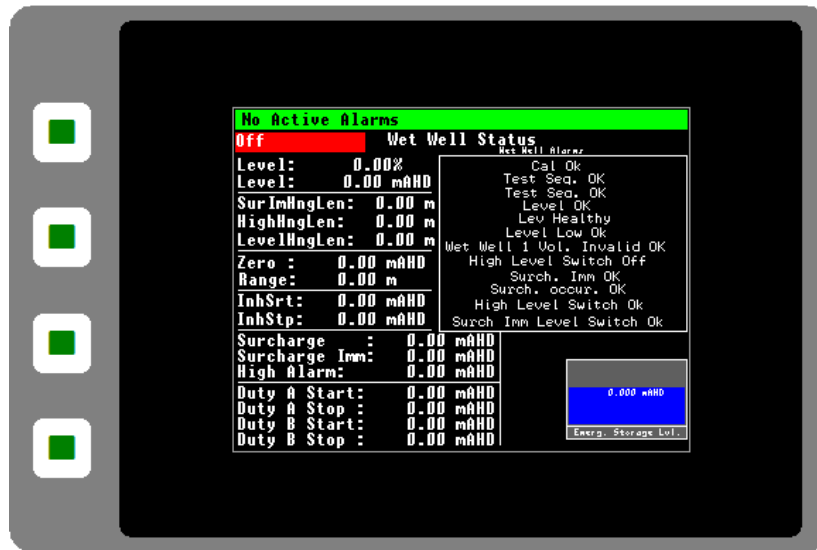 No Active Alarms
Off
Wet Well Status
Wet Well Alarms
Level: 0.00%
Level: 0.00 mAHD
SurImHngLen: 0.00 m
HighHngLen: 0.00 m
LevelHngLen: 0.00 m
Zero : 0.00 mAHD
Range: 0.00 m
InhSrt: 0.00 mAHD
InhStp: 0.00 mAHD
Cal Ok
Test Seq. OK
Test Seq. OK
Level OK
Lev Healthy
Level Low Ok
Wet Well 1 Vol. Invalid OK
High Level Switch Off
Surch. Imm OK
Surch. occur. OK
High Level Switch Ok
Surch Imm Level Switch Ok
Surcharge : 0.00 mAHD
Surcharge Imm: 0.00 mAHD
High Alarm: 0.00 mAHD
Duty A Start: 0.00 mAHD
Duty A Stop : 0.00 mAHD
Duty B Start: 0.00 mAHD
Duty B Stop : 0.00 mAHD
0.000 mAHD
Emerg. Storage Lvl.